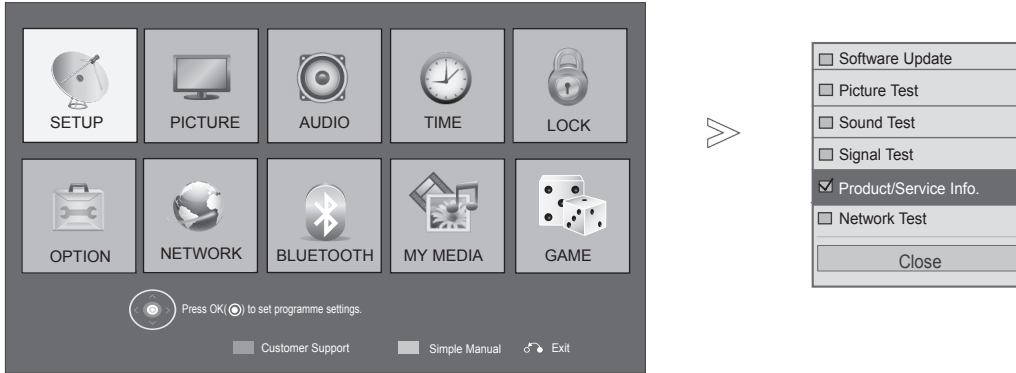 SETUP
PICTURE
AUDIO
TIME
LOCK
OPTION
NETWORK
BLUETOOTH
MY MEDIA
GAME
Press OK( ) to set programme settings.
Customer Support
Simple Manual
Exit
Software Update
Picture Test
Sound Test
Signal Test
Product/Service Info.
Network Test
Close